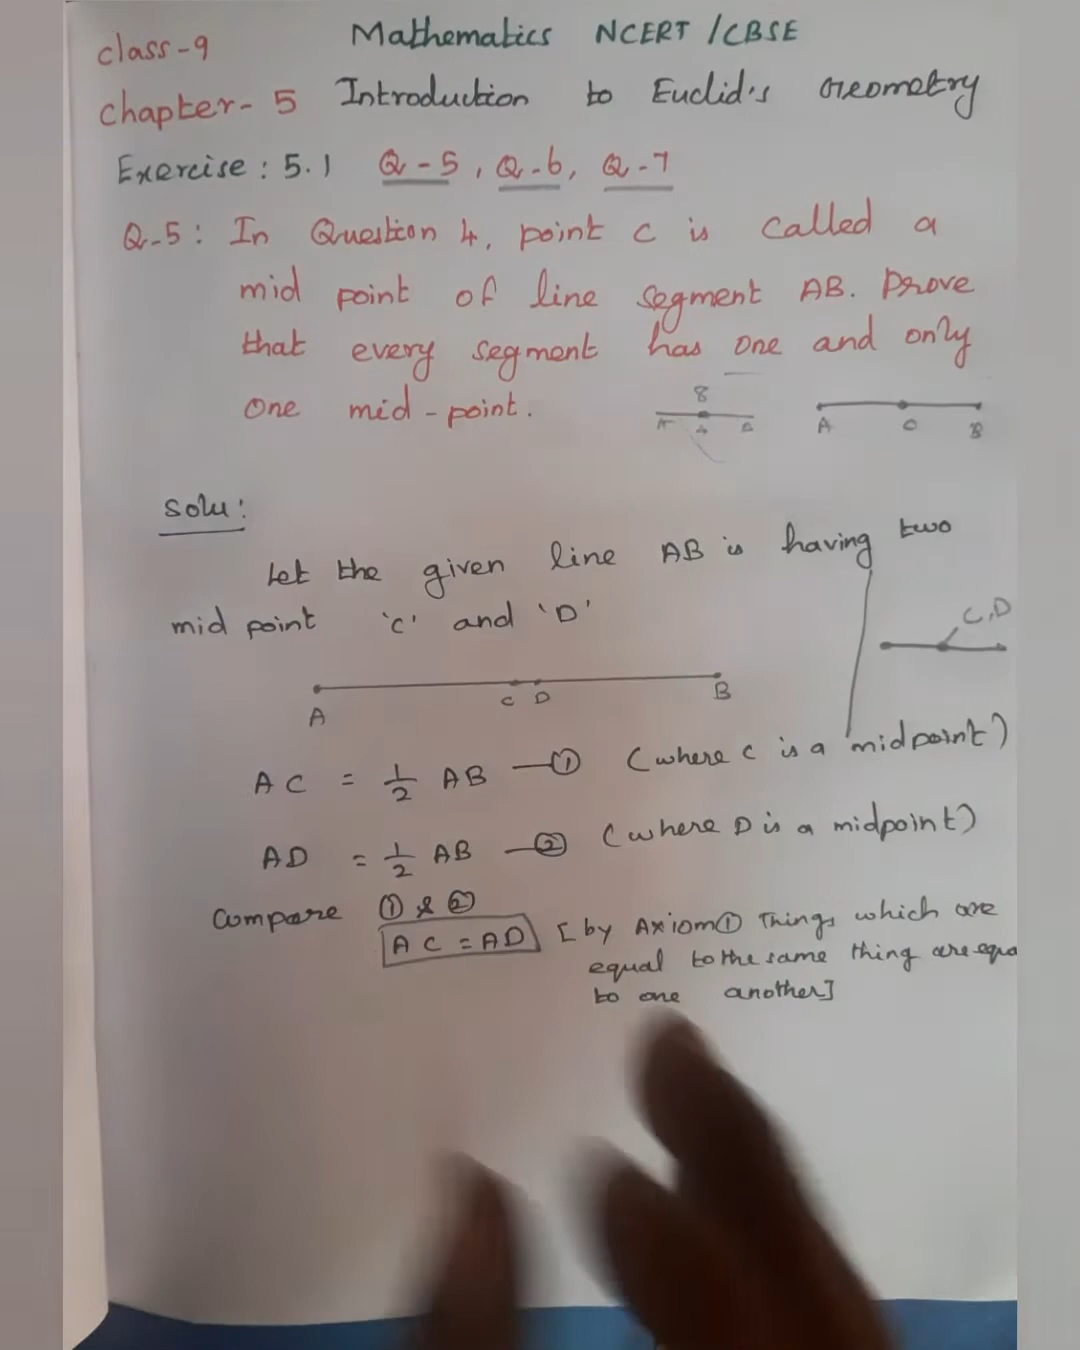 Mathematics NCERT / CBSE
class-9
chapter- 5 Introduction to Euclid's Geometry
Exercise : 5.1 Q-5, Q-6, Q-7
Q-5: In Question 4, point C is called a
mid point of line segment AB. Prove
that every segment has one and only
one mid-point.
8
4
A C B
Solu:
Let the given line AB is having two
mid point 'C' and 'D'
C,D
A C D B
AC = 1/2 AB —① (where C is a midpoint)
AD = 1/2 AB —② (where D is a midpoint)
Compare ① & ②
AC = AD [by Axiom① Things which are
equal to the same thing are equa
to one another]